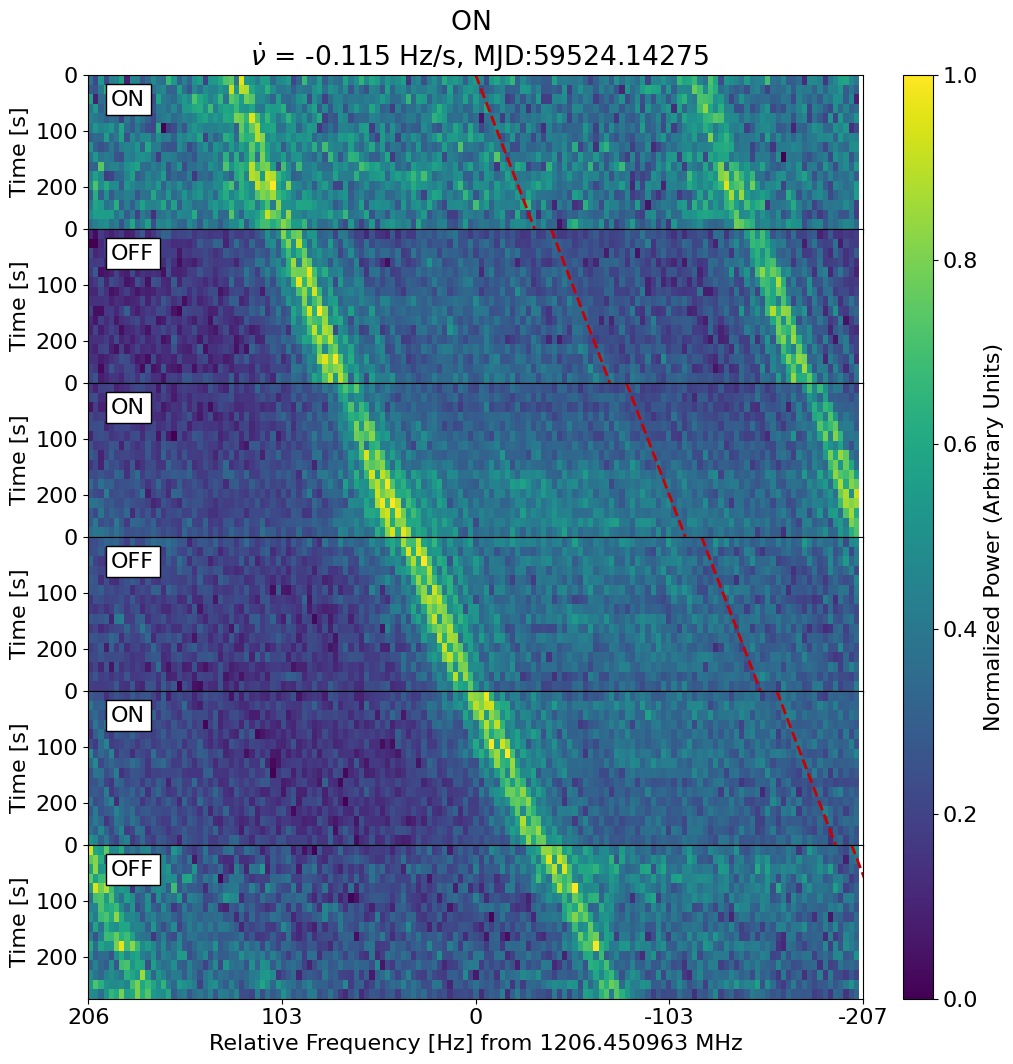 ON
ν̇ = -0.115 Hz/s, MJD:59524.14275
0
ON
100
200
Time [s]
0
OFF
100
200
Time [s]
0
ON
100
200
Time [s]
0
OFF
100
200
Time [s]
0
ON
100
200
Time [s]
0
OFF
100
200
Time [s]
206 103 0 -103 -207
Relative Frequency [Hz] from 1206.450963 MHz
1.0
0.8
0.6
0.4
0.2
0.0
Normalized Power (Arbitrary Units)